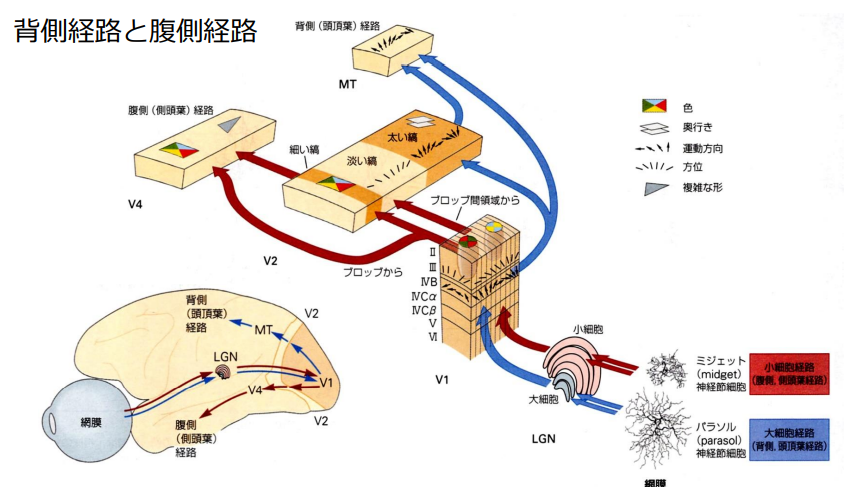 背側経路と腹側経路
背側（頭頂葉）経路
MT
腹側（側頭葉）経路
V4
細い縞
淡い縞
太い縞
V2
ブロップ間領域から
ブロップから
色
奥行き
運動方向
方位
複雑な形
Ⅱ
Ⅲ
ⅣB
ⅣCα
ⅣCβ
Ⅴ
Ⅵ
V1
小細胞
大細胞
LGN
ミジェット
（midget）
神経節細胞
小細胞経路
（腹側，側頭葉経路）
パラソル
（parasol）
神経節細胞
大細胞経路
（背側，頭頂葉経路）
網膜
背側
（頭頂葉）
経路
MT
V2
LGN
V1
V4
V2
網膜
腹側
（側頭葉）
経路